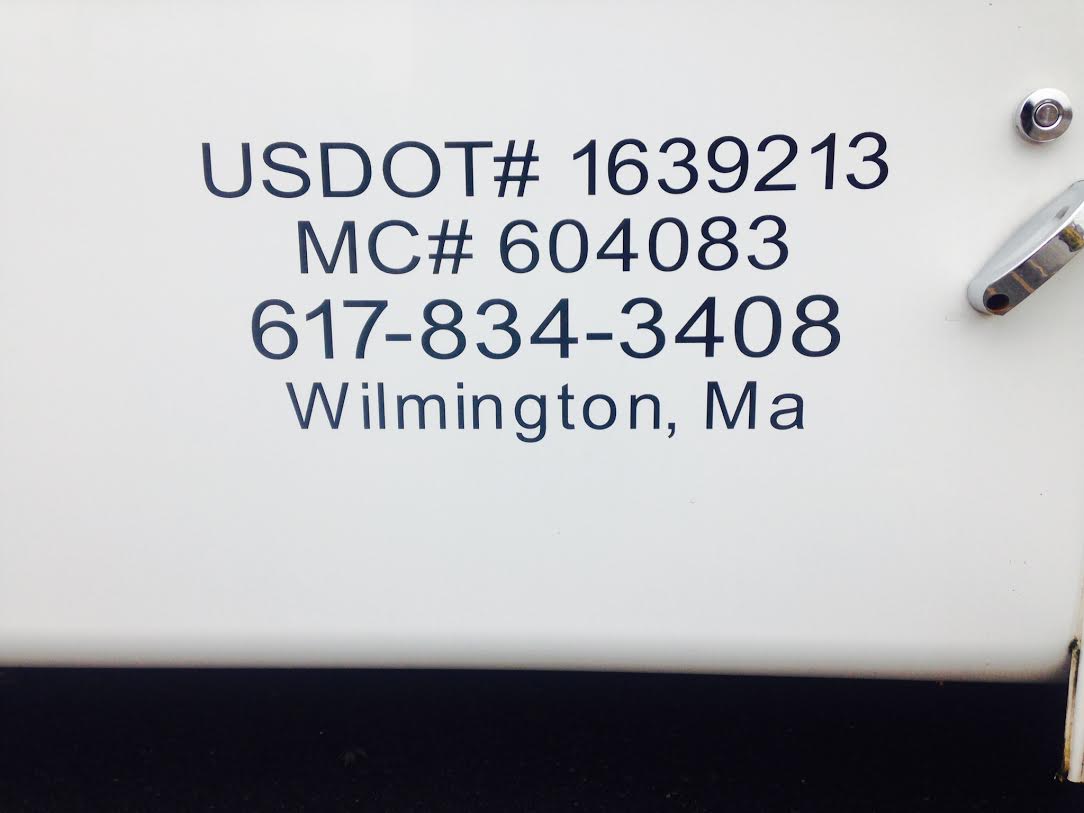 USDOT# 1639213
MC# 604083
617-834-3408
Wilmington, Ma